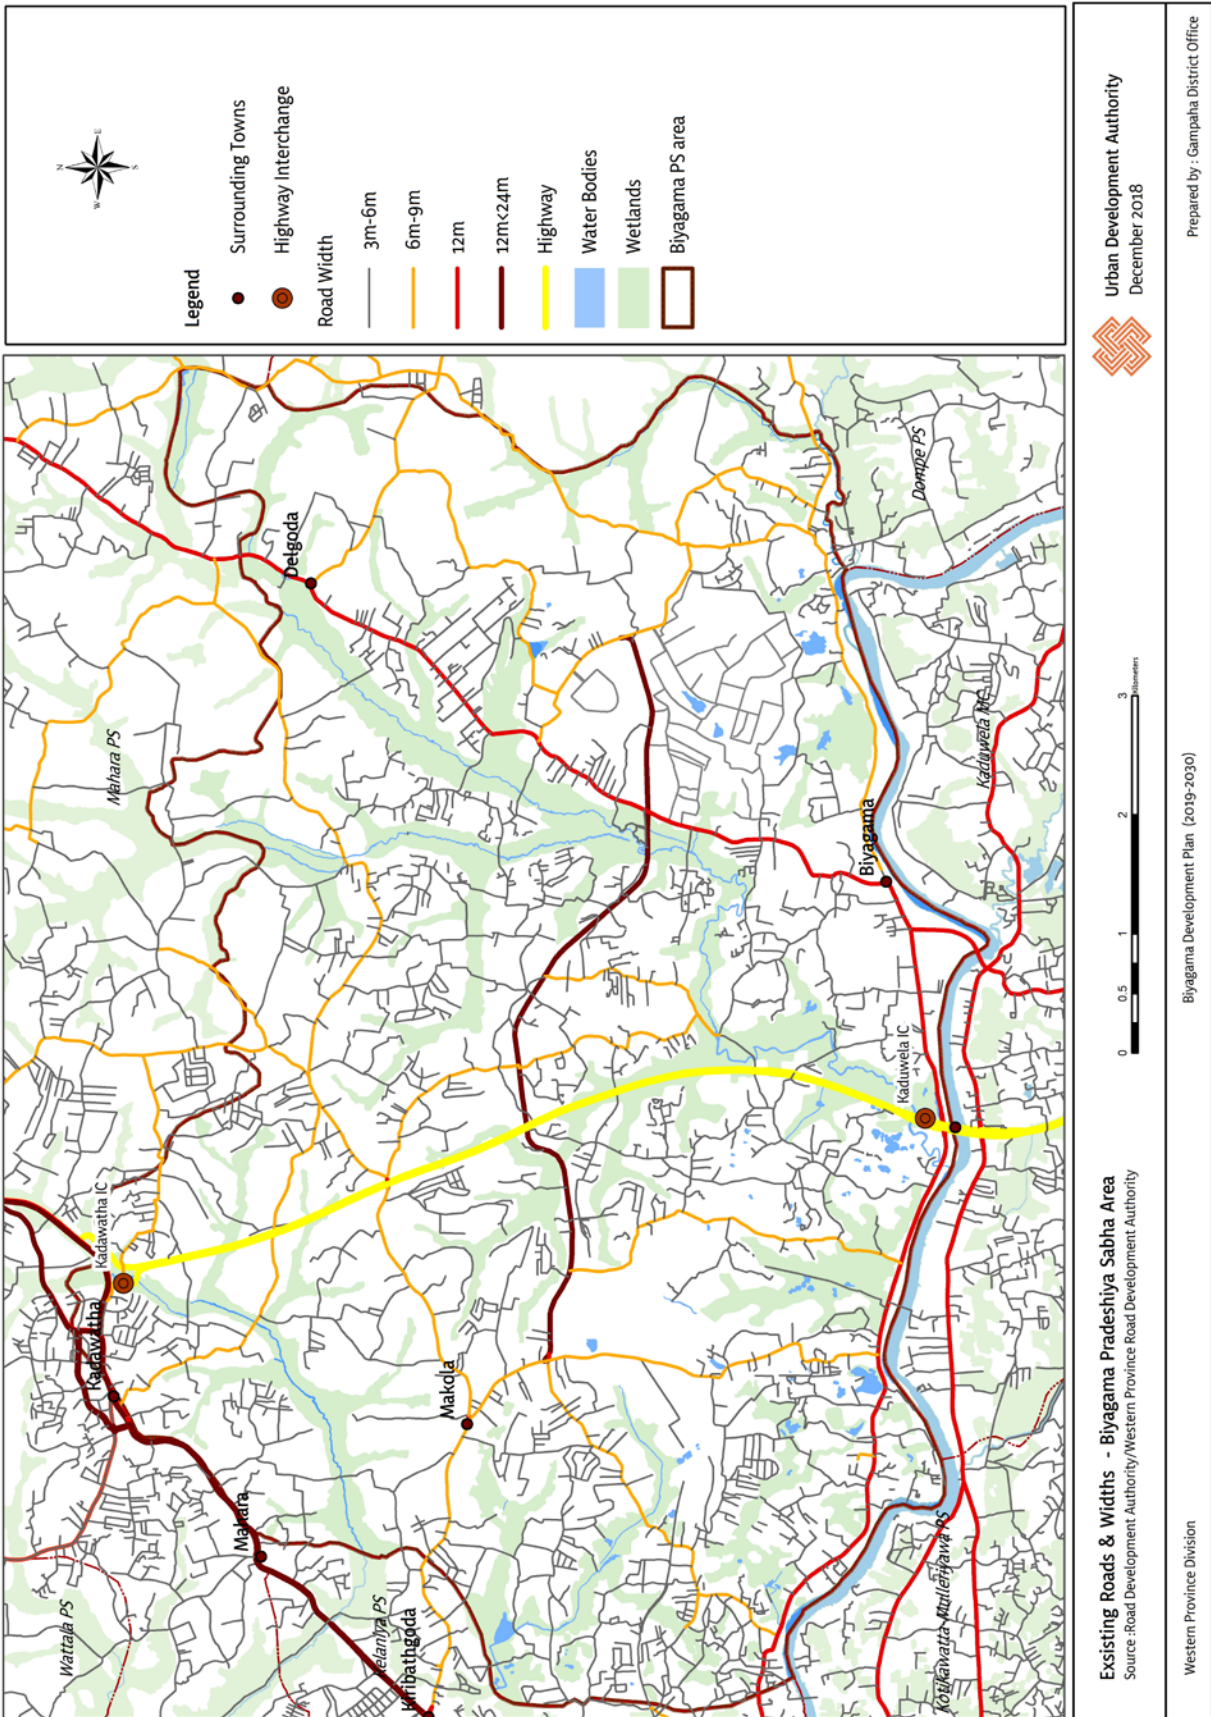 Wattala PS
Mahara
Kelaniya PS
Kiribathgoda
Kadawatha
Kadawatha IC
Makola
Mahara PS
Delgoda
Biyagama
Kaduwela IC
Dompe PS
Kaduwela MC
Kotikawatta Mulleriyawa PS
N
E
S
W
Legend
Surrounding Towns
Highway Interchange
Road Width
3m-6m
6m-9m
12m
12m<24m
Highway
Water Bodies
Wetlands
Biyagama PS area
Exsisting Roads & Widths - Biyagama Pradeshiya Sabha Area
Source :Road Development Authority/Western Province Road Development Authority
0 0.5 1 2 3
Kilometers
Urban Development Authority
December 2018
Western Province Division
Biyagama Development Plan (2019-2030)
Prepared by : Gampaha District Office